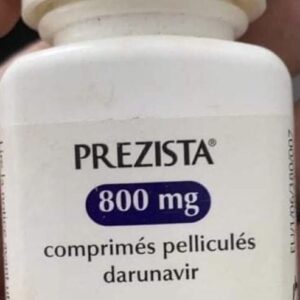 PREZISTA®
800 mg
comprimés pelliculés
darunavir